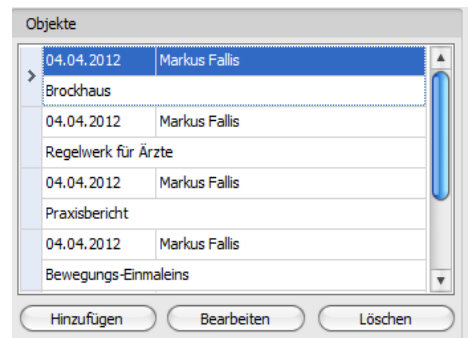 Objekte
04.04.2012 Markus Fallis
Brockhaus
04.04.2012 Markus Fallis
Regelwerk für Ärzte
04.04.2012 Markus Fallis
Praxisbericht
04.04.2012 Markus Fallis
Bewegungs-Einmaleins
Hinzufügen Bearbeiten Löschen